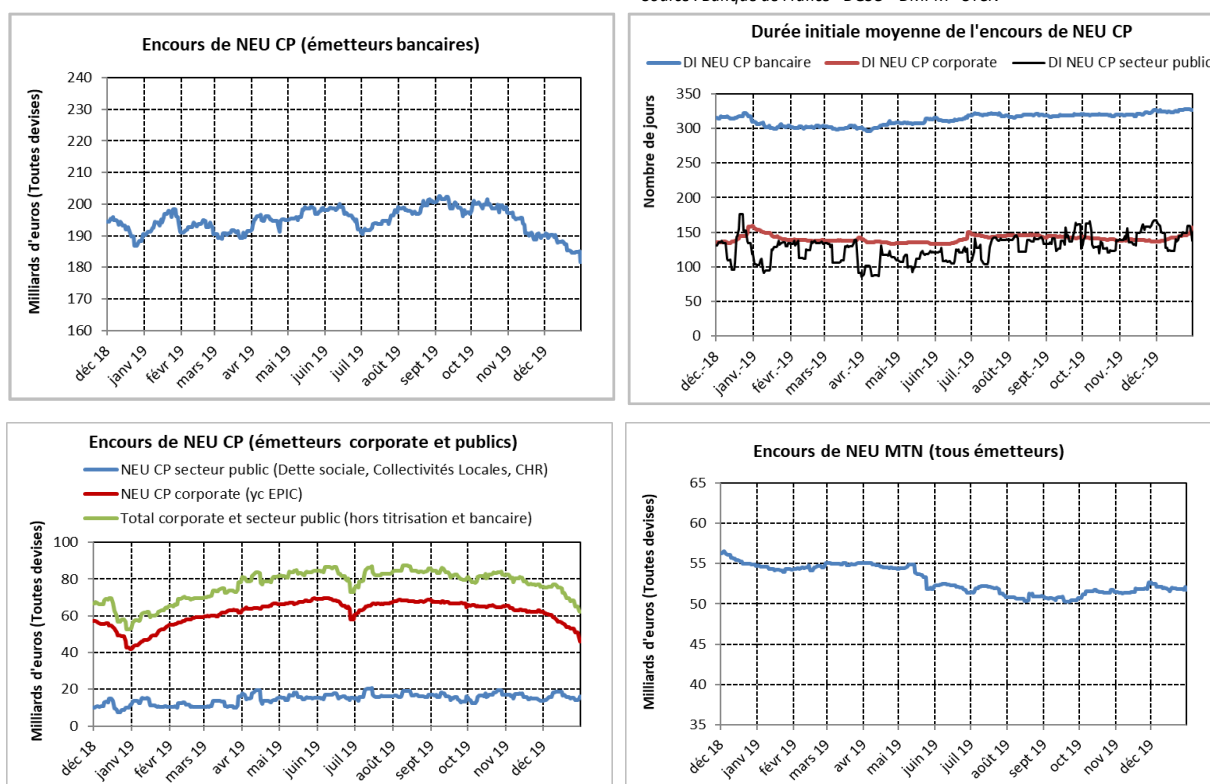 Encours de NEU CP (émetteurs bancaires)
Milliards d'euros (Toutes devises)
240
230
220
210
200
190
180
170
160
déc 18
janv 19
févr 19
mars 19
avr 19
mai 19
juin 19
juil 19
août 19
sept 19
oct 19
nov 19
déc 19
Durée initiale moyenne de l'encours de NEU CP
DI NEU CP bancaire DI NEU CP corporate DI NEU CP secteur public
Nombre de jours
350
300
250
200
150
100
50
0
déc.-18
janv.-19
févr.-19
mars-19
avr.-19
mai-19
juin-19
juil.-19
août-19
sept.-19
oct.-19
nov.-19
déc.-19
Encours de NEU CP (émetteurs corporate et publics)
NEU CP secteur public (Dette sociale, Collectivités Locales, CHR)
NEU CP corporate (yc EPIC)
Total corporate et secteur public (hors titrisation et bancaire)
Milliards d'euros (Toutes devises)
100
80
60
40
20
0
déc 18
janv 19
févr 19
mars 19
avr 19
mai 19
juin 19
juil 19
août 19
sept 19
oct 19
nov 19
déc 19
Encours de NEU MTN (tous émetteurs)
Milliards d'euros (Toutes devises)
65
60
55
50
45
40
35
déc 18
janv 19
févr 19
mars 19
avr 19
mai 19
juin 19
juil 19
août 19
sept 19
oct 19
nov 19
déc 19